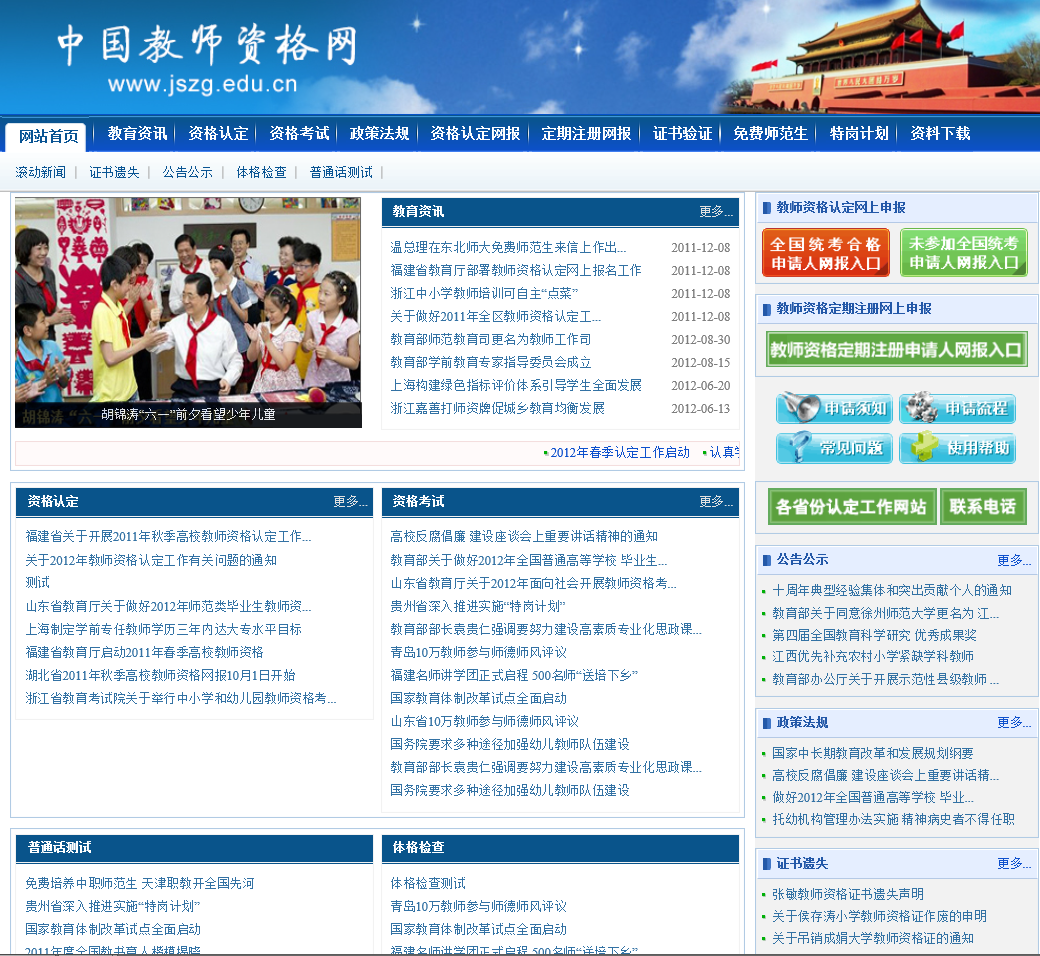 中国教师资格网
www.jszg.edu.cn
网站首页 教育资讯 资格认定 资格考试 政策法规 资格认定网报 定期注册网报 证书验证 免费师范生 特岗计划 资料下载
滚动新闻 | 证书遗失 | 公告公示 | 体格检查 | 普通话测试 |
胡锦涛“六一”前夕看望少年儿童
教育资讯 更多...
温总理在东北师大免费师范生来信上作出... 2011-12-08
福建省教育厅部署教师资格认定网上报名工作 2011-12-08
浙江中小学教师培训可自主“点菜” 2011-12-08
关于做好2011年全区教师资格认定工... 2011-12-08
教育部师范教育司更名为教师工作司 2012-08-30
教育部学前教育专家指导委员会成立 2012-08-15
上海构建绿色指标评价体系引导学生全面发展 2012-06-20
浙江嘉善打师资牌促城乡教育均衡发展 2012-06-13
2012年春季认定工作启动 认真学
资格认定 更多...
福建省关于开展2011年秋季高校教师资格认定工作...
关于2012年教师资格认定工作有关问题的通知
测试
山东省教育厅关于做好2012年师范类毕业生教师资...
上海制定学前专任教师学历三年内达大专水平目标
福建省教育厅启动2011年春季高校教师资格
湖北省2011年秋季高校教师资格网报10月1日开始
浙江省教育考试院关于举行中小学和幼儿园教师资格考...
资格考试 更多...
高校反腐倡廉 建设座谈会上重要讲话精神的通知
教育部关于做好2012年全国普通高等学校 毕业生...
山东省教育厅关于2012年面向社会开展教师资格考...
贵州省深入推进实施“特岗计划”
教育部部长袁贵仁强调要努力建设高素质专业化思政课...
青岛10万教师参与师德师风评议
福建名师讲学团正式启程 500名师“送培下乡”
国家教育体制改革试点全面启动
山东省10万教师参与师德师风评议
国务院要求多种途径加强幼儿教师队伍建设
教育部部长袁贵仁强调要努力建设高素质专业化思政课...
国务院要求多种途径加强幼儿教师队伍建设
普通话测试
免费培养中职师范生 天津职教开全国先河
贵州省深入推进实施“特岗计划”
国家教育体制改革试点全面启动
2011年度全国教书育人楷模揭晓
体格检查
体格检查测试
青岛10万教师参与师德师风评议
国家教育体制改革试点全面启动
福建名师讲学团正式启程 500名师“送培下乡”
教师资格认定网上申报
全国统考合格
申请人网报入口
未参加全国统考
申请人网报入口
教师资格定期注册网上申报
教师资格定期注册申请人网报入口
申请须知 申请流程
常见问题 使用帮助
各省份认定工作网站 联系电话
公告公示 更多...
十周年典型经验集体和突出贡献个人的通知
教育部关于同意徐州师范大学更名为 江...
第四届全国教育科学研究 优秀成果奖
江西优先补充农村小学紧缺学科教师
教育部办公厅关于开展示范性县级教师 ...
政策法规 更多...
国家中长期教育改革和发展规划纲要
高校反腐倡廉 建设座谈会上重要讲话精...
做好2012年全国普通高等学校 毕业...
托幼机构管理办法实施 精神病史者不得任职
证书遗失 更多...
张敏教师资格证书遗失声明
关于侯存涛小学教师资格证作废的申明
关于吊销成娟大学教师资格证的通知